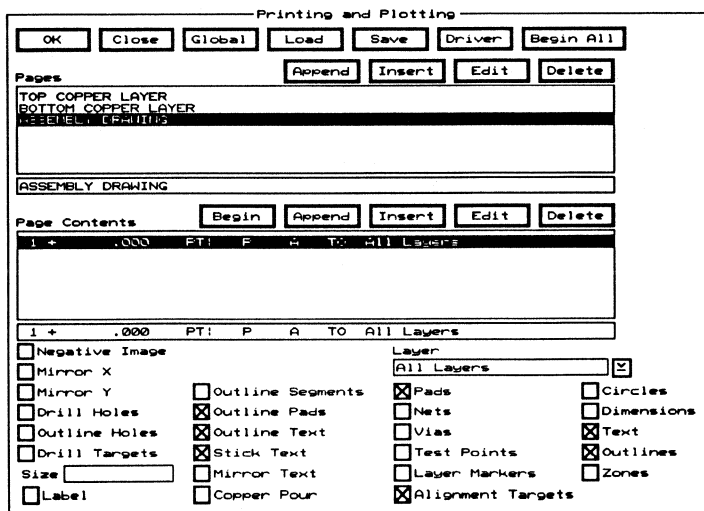 Printing and Plotting
OK Close Global Load Save Driver Begin All
Pages Append Insert Edit Delete
TOP COPPER LAYER
BOTTOM COPPER LAYER
ASSEMBLY DRAWING
ASSEMBLY DRAWING
Page Contents Begin Append Insert Edit Delete
1 + .000 PT! P A TO All Layers
1 + .000 PT! P A TO All Layers
Negative Image Layer
Mirror X All Layers
Mirror Y Outline Segments Pads Circles
Drill Holes Outline Pads Nets Dimensions
Outline Holes Outline Text Vias Text
Drill Targets Stick Text Test Points Outlines
Size Mirror Text Layer Markers Zones
Label Copper Pour Alignment Targets